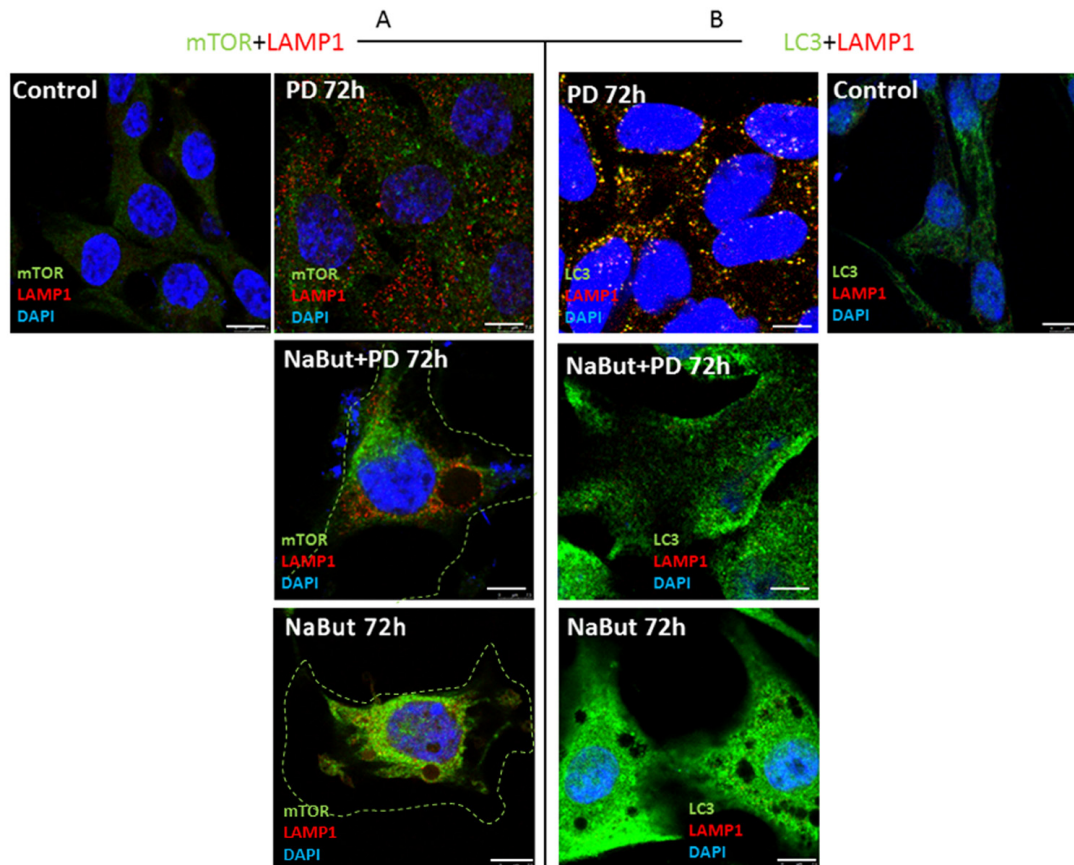 A
B
mTOR+LAMP1
LC3+LAMP1
Control
mTOR
LAMP1
DAPI
PD 72h
mTOR
LAMP1
DAPI
PD 72h
LC3
LAMP1
DAPI
Control
LC3
LAMP1
DAPI
NaBut+PD 72h
mTOR
LAMP1
DAPI
NaBut+PD 72h
LC3
LAMP1
DAPI
NaBut 72h
mTOR
LAMP1
DAPI
NaBut 72h
LC3
LAMP1
DAPI